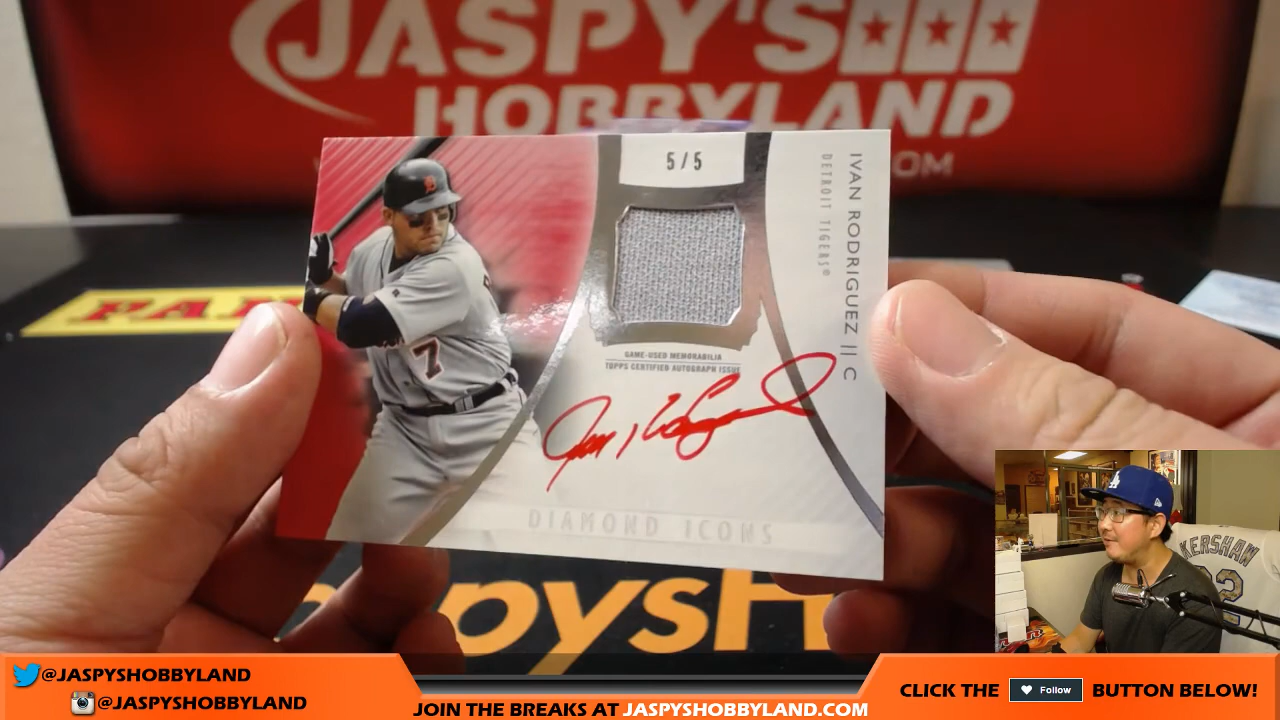 JASPY'S
HOBBYLAND
.COM
5/5
IVAN RODRIGUEZ || C
DETROIT TIGERS®
7
GAME-USED MEMORABILIA
TOPPS CERTIFIED AUTOGRAPH ISSUE
DIAMOND ICONS
KERSHAW
@JASPYSHOBBYLAND
@JASPYSHOBBYLAND
JOIN THE BREAKS AT JASPYSHOBBYLAND.COM
CLICK THE Follow BUTTON BELOW!